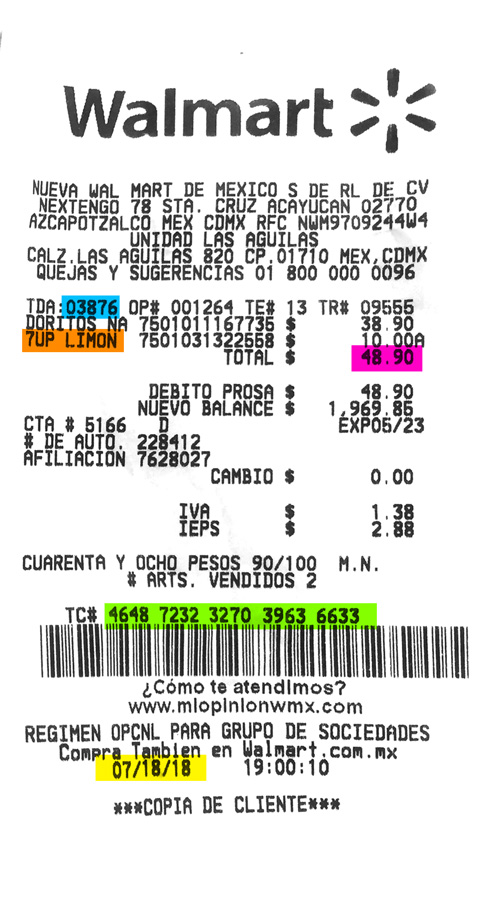 Walmart
NUEVA WAL MART DE MEXICO S DE RL DE CV
NEXTENGO 78 STA. CRUZ ACAYUCAN 02770
AZCAPOTZALCO MEX CDMX RFC NWM9709244W4
UNIDAD LAS AGUILAS
CALZ.LAS AGUILAS 820 CP.01710 MEX,CDMX
QUEJAS Y SUGERENCIAS 01 800 000 0096
TDA:03876 OP# 001264 TE# 13 TR# 09555
DORITOS NA 7501011167735 $ 38.90
7UP LIMON 7501031322558 $ 10.00A
TOTAL $ 48.90
DEBITO PROSA $ 48.90
NUEVO BALANCE $ 1,969.85
CTA # 5166 D EXP05/23
# DE AUTO. 228412
AFILIACION 7628027
CAMBIO $ 0.00
IVA $ 1.38
IEPS $ 2.88
CUARENTA Y OCHO PESOS 90/100 M.N.
# ARTS. VENDIDOS 2
TC# 4648 7232 3270 3963 6633
¿Cómo te atendimos?
www.miopinionwmx.com
REGIMEN OPCNL PARA GRUPO DE SOCIEDADES
Compra Tambien en Walmart.com.mx
07/18/18 19:00:10
***COPIA DE CLIENTE***